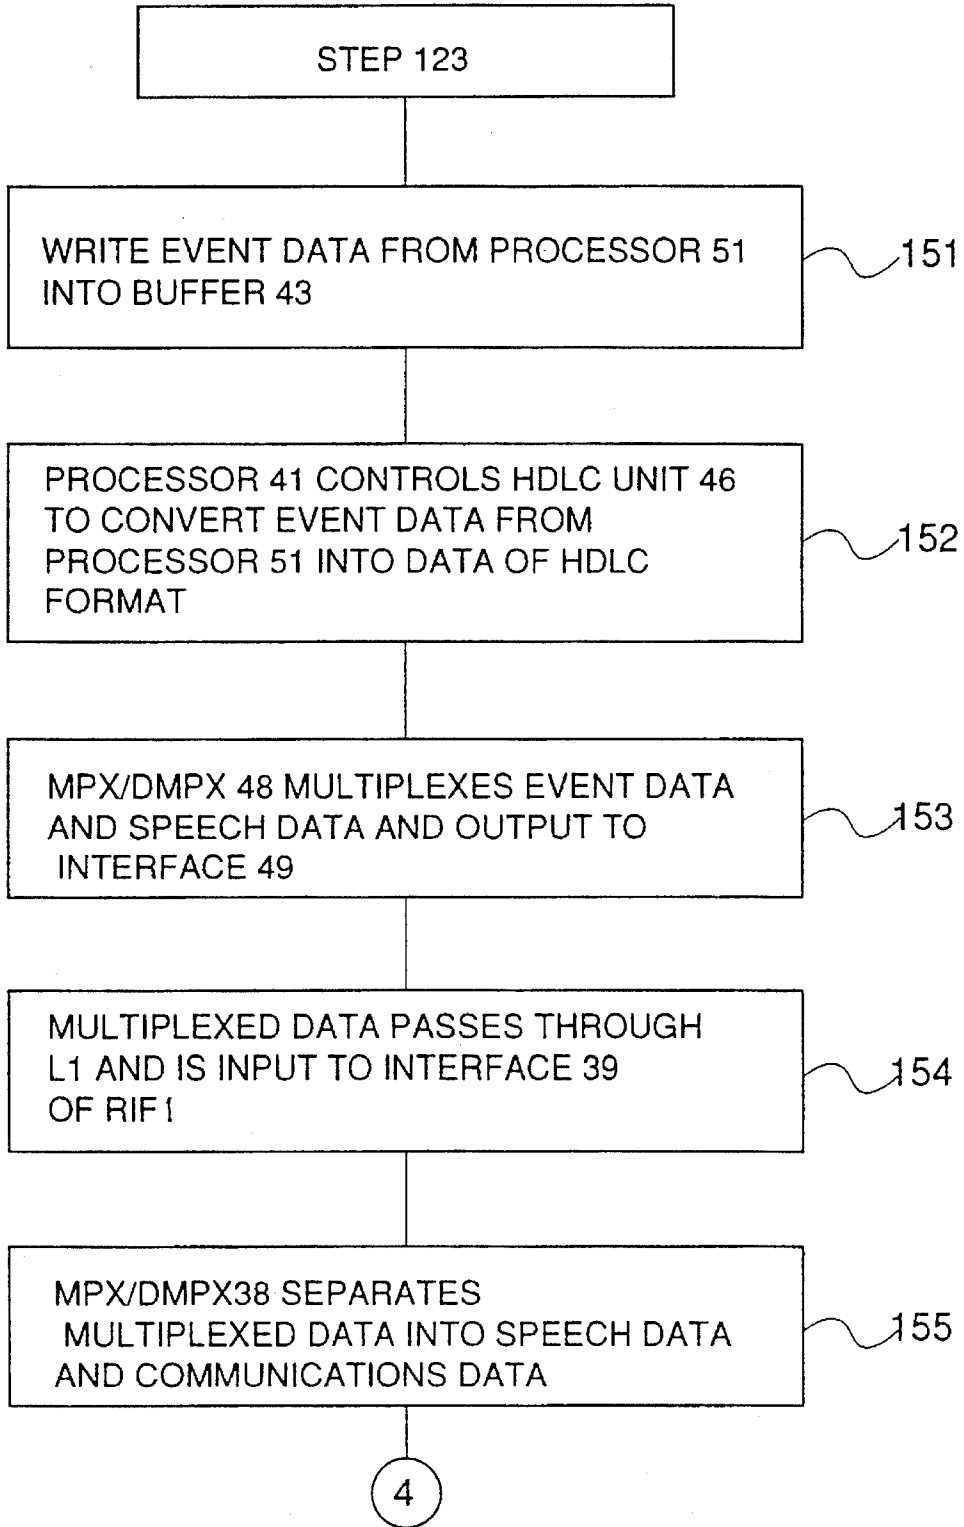 STEP 123
WRITE EVENT DATA FROM PROCESSOR 51
INTO BUFFER 43
151
PROCESSOR 41 CONTROLS HDLC UNIT 46
TO CONVERT EVENT DATA FROM
PROCESSOR 51 INTO DATA OF HDLC
FORMAT
152
MPX/DMPX 48 MULTIPLEXES EVENT DATA
AND SPEECH DATA AND OUTPUT TO
INTERFACE 49
153
MULTIPLEXED DATA PASSES THROUGH
L1 AND IS INPUT TO INTERFACE 39
OF RIF1
154
MPX/DMPX38 SEPARATES
MULTIPLEXED DATA INTO SPEECH DATA
AND COMMUNICATIONS DATA
155
4